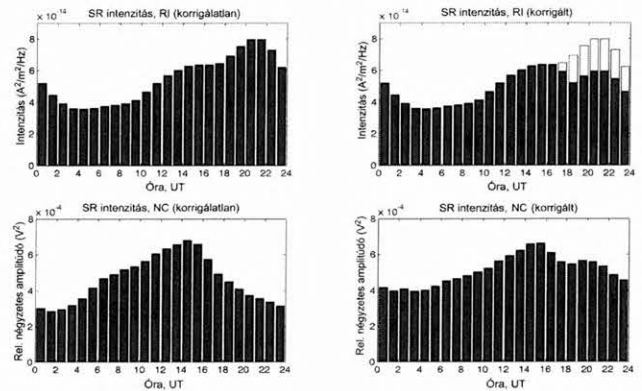 SR intenzitás, RI (korrigálatlan)
× 10⁻¹⁴
8
6
4
2
0
Intenzitás (A²/m²/Hz)
0 2 4 6 8 10 12 14 16 18 20 22 24
Óra, UT
SR intenzitás, RI (korrigált)
× 10⁻¹⁴
8
6
4
2
0
Intenzitás (A²/m²/Hz)
0 2 4 6 8 10 12 14 16 18 20 22 24
Óra, UT
SR intenzitás, NC (korrigálatlan)
× 10⁻⁴
8
6
4
2
0
Rel. négyzetes amplitúdó (V²)
0 2 4 6 8 10 12 14 16 18 20 22 24
Óra, UT
SR intenzitás, NC (korrigált)
× 10⁻⁴
8
6
4
2
0
Rel. négyzetes amplitúdó (V²)
0 2 4 6 8 10 12 14 16 18 20 22 24
Óra, UT